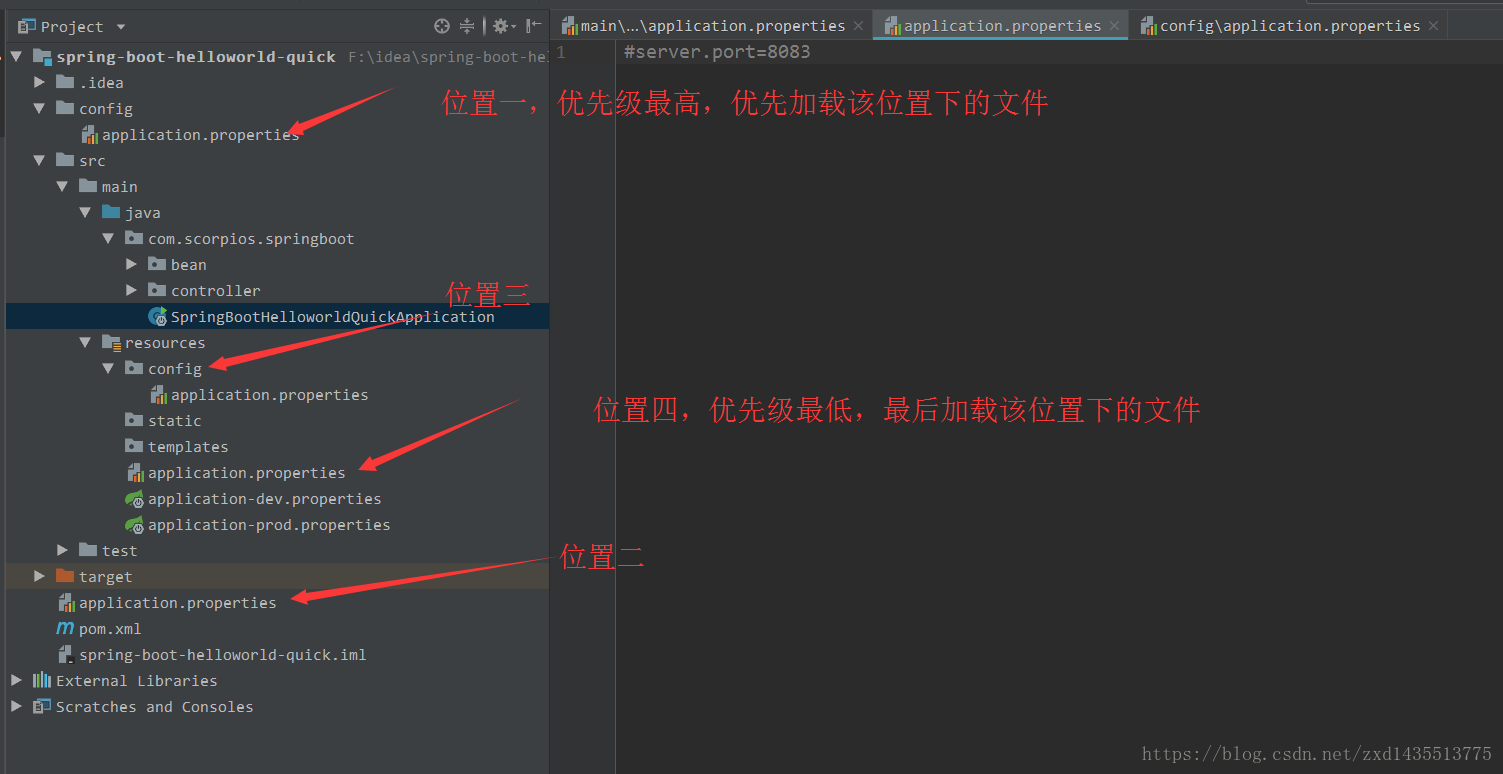 Project
main\...\application.properties
application.properties
config\application.properties
spring-boot-helloworld-quick F:\idea\spring-boot-hel
1 #server.port=8083
.idea
config
位置一，优先级最高，优先加载该位置下的文件
application.properties
src
main
java
com.scorpios.springboot
bean
controller
位置三
SpringBootHelloworldQuickApplication
resources
config
application.properties
位置四，优先级最低，最后加载该位置下的文件
static
templates
application.properties
application-dev.properties
application-prod.properties
test
位置二
target
application.properties
pom.xml
spring-boot-helloworld-quick.iml
External Libraries
Scratches and Consoles
https://blog.csdn.net/zxd1435513775